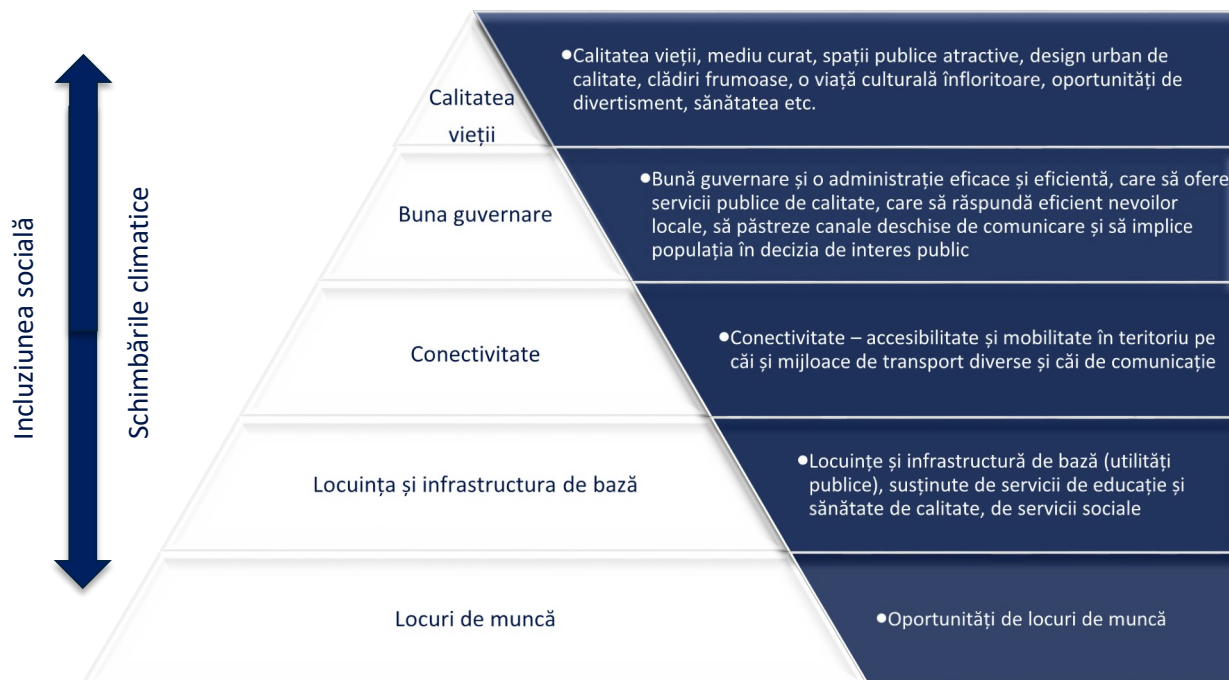 Incluziunea socială
Schimbările climatice
Calitatea
vieții
•Calitatea vieții, mediu curat, spații publice atractive, design urban de
calitate, clădiri frumoase, o viață culturală înfloritoare, oportunități de
divertisment, sănătatea etc.
Buna guvernare
•Bună guvernare și o administrație eficace și eficientă, care să ofere
servicii publice de calitate, care să răspundă eficient nevoilor
locale, să păstreze canale deschise de comunicare și să implice
populația în decizia de interes public
Conectivitate
•Conectivitate – accesibilitate și mobilitate în teritoriu pe
căi și mijloace de transport diverse și căi de comunicație
Locuința și infrastructura de bază
•Locuințe și infrastructură de bază (utilități
publice), susținute de servicii de educație și
sănătate de calitate, de servicii sociale
Locuri de muncă
•Oportunități de locuri de muncă